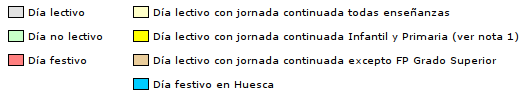 Día lectivo
Día lectivo con jornada continuada todas enseñanzas
Día no lectivo
Día lectivo con jornada continuada Infantil y Primaria (ver nota 1)
Día festivo
Día lectivo con jornada continuada excepto FP Grado Superior
Día festivo en Huesca